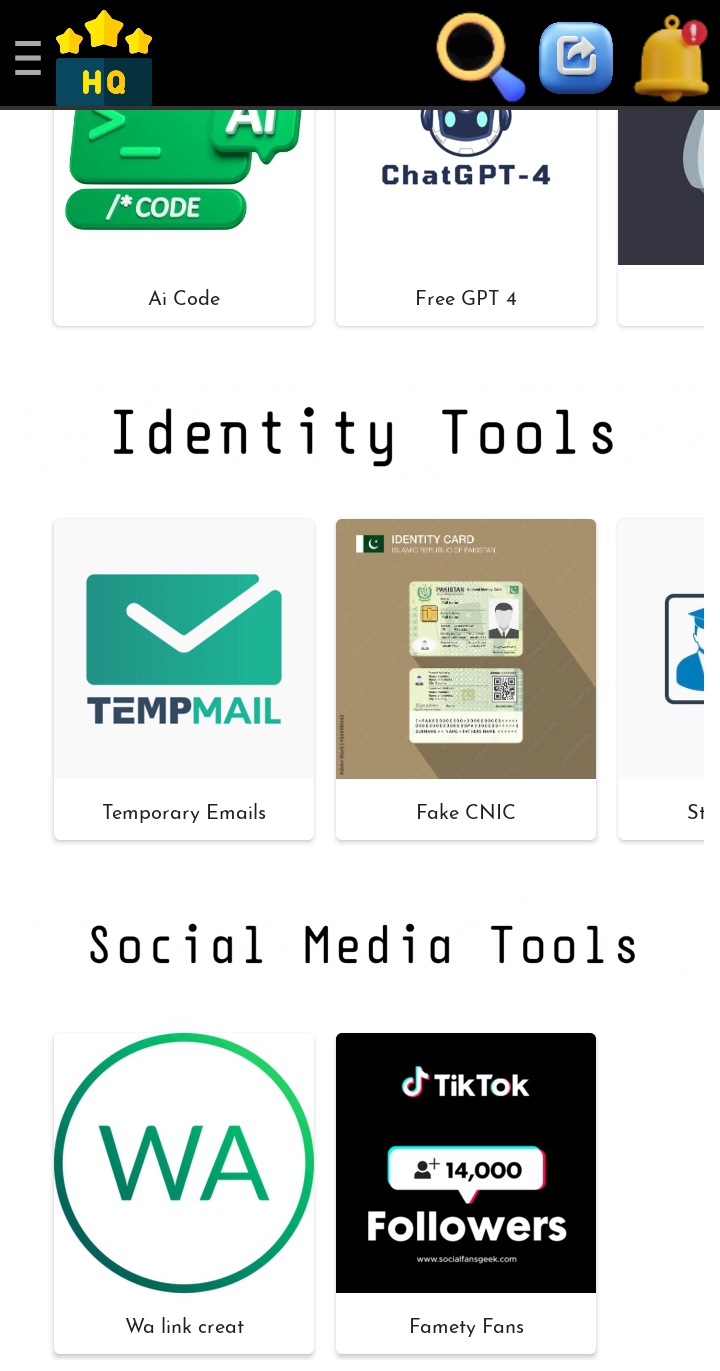 HQ
AI
/* CODE
ChatGPT-4
Ai Code
Free GPT 4
Identity Tools
IDENTITY CARD
ISLAMIC REPUBLIC OF PAKISTAN
PAKISTAN
TEMPMAIL
Temporary Emails
Fake CNIC
St
Social Media Tools
WA
TikTok
14,000
Followers
www.socialfansgeek.com
Wa link creat
Famety Fans